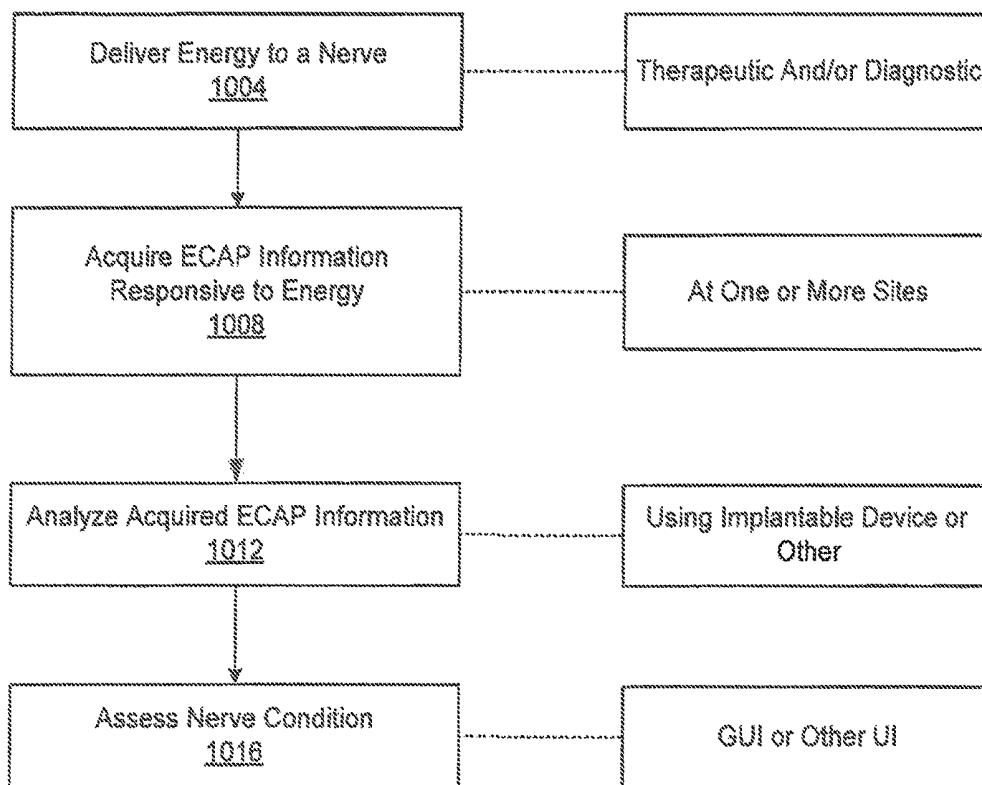 Deliver Energy to a Nerve
1004
Therapeutic And/or Diagnostic
Acquire ECAP Information
Responsive to Energy
1008
At One or More Sites
Analyze Acquired ECAP Information
1012
Using Implantable Device or
Other
Assess Nerve Condition
1016
GUI or Other UI